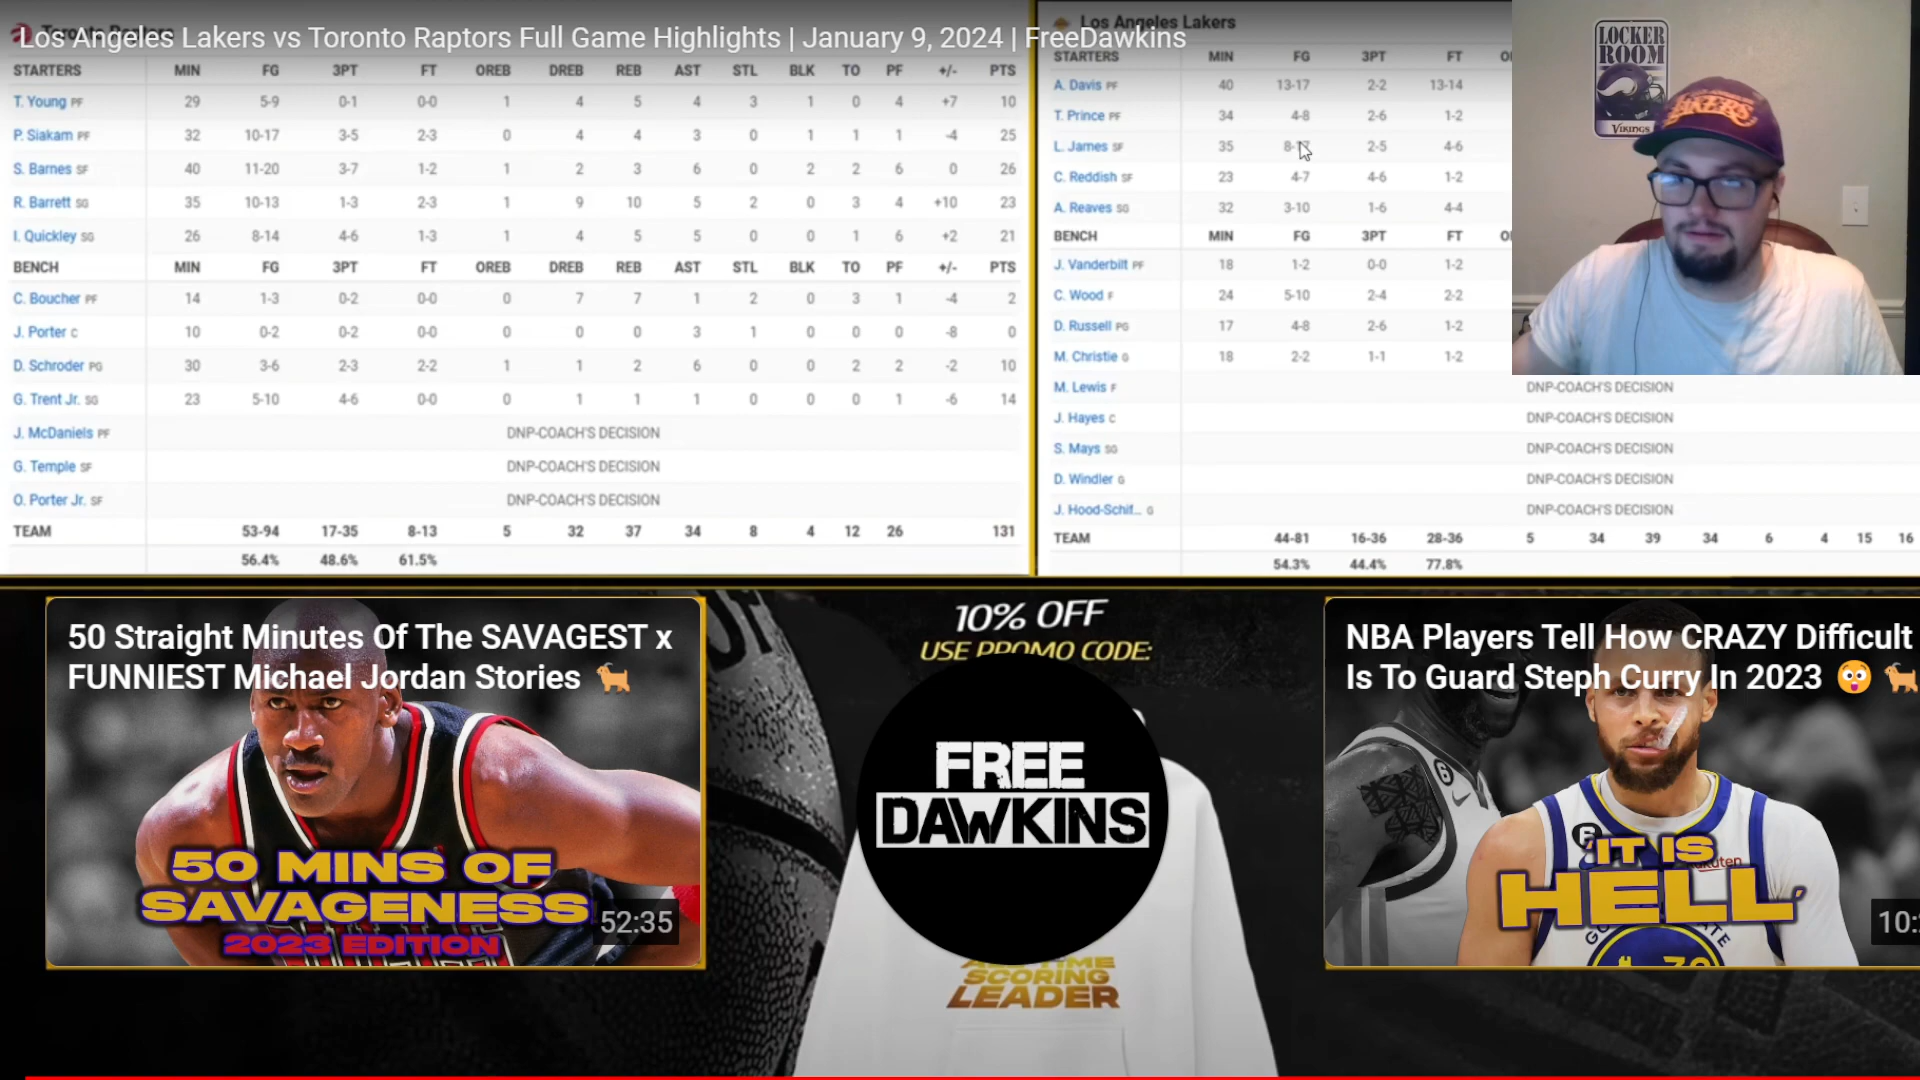 Los Angeles Lakers vs Toronto Raptors Full Game Highlights | January 9, 2024 | FreeDawkins
STARTERS MIN FG 3PT FT OREB DREB REB AST STL BLK TO PF +/- PTS
T. Young PF 29 5-9 0-1 0-0 1 4 5 4 3 1 0 4 +7 10
P. Siakam PF 32 10-17 3-5 2-3 0 4 4 3 0 1 1 1 -4 25
S. Barnes SF 40 11-20 3-7 1-2 1 2 3 6 0 2 2 6 0 26
R. Barrett SG 35 10-13 1-3 2-3 1 9 10 5 2 0 3 4 +10 23
I. Quickley SG 26 8-14 4-6 1-3 1 4 5 5 0 0 1 6 +2 21
BENCH MIN FG 3PT FT OREB DREB REB AST STL BLK TO PF +/- PTS
C. Boucher PF 14 1-3 0-2 0-0 0 7 7 1 2 0 3 1 -4 2
J. Porter C 10 0-2 0-2 0-0 0 0 0 3 1 0 0 0 -8 0
D. Schroder PG 30 3-6 2-3 2-2 1 1 2 6 0 0 2 2 -2 10
G. Trent Jr. SG 23 5-10 4-6 0-0 0 1 1 1 0 0 0 1 -6 14
J. McDaniels PF DNP-COACH'S DECISION
G. Temple SF DNP-COACH'S DECISION
O. Porter Jr. SF DNP-COACH'S DECISION
TEAM 53-94 17-35 8-13 5 32 37 34 8 4 12 26 131
56.4% 48.6% 61.5%
Los Angeles Lakers
STARTERS MIN FG 3PT FT
A. Davis PF 40 13-17 2-2 13-14
T. Prince PF 34 4-8 2-6 1-2
L. James SF 35 2-5 4-6
C. Reddish SF 23 4-7 4-6 1-2
A. Reaves SG 32 3-10 1-6 4-4
BENCH MIN FG 3PT FT
J. Vanderbilt PF 18 1-2 0-0 1-2
C. Wood F 24 5-10 2-4 2-2
D. Russell PG 17 4-8 2-6 1-2
M. Christie G 18 2-2 1-1 1-2
M. Lewis F DNP-COACH'S DECISION
J. Hayes C DNP-COACH'S DECISION
S. Mays SG DNP-COACH'S DECISION
D. Windler G DNP-COACH'S DECISION
J. Hood-Schif... G DNP-COACH'S DECISION
TEAM 44-81 16-36 28-36 5 34 39 34 6 4 15 16
54.3% 44.4% 77.8%
LOCKER
ROOM
VIKINGS
LAKERS
50 Straight Minutes Of The SAVAGEST x
FUNNIEST Michael Jordan Stories 🐐
50 MINS OF
SAVAGENESS
2023 EDITION
52:35
10% OFF
USE PROMO CODE:
FREE
DAWKINS
SCORING
LEADER
NBA Players Tell How CRAZY Difficult
Is To Guard Steph Curry In 2023 😲 🐐
6
6
Rakuten
IT IS
HELL